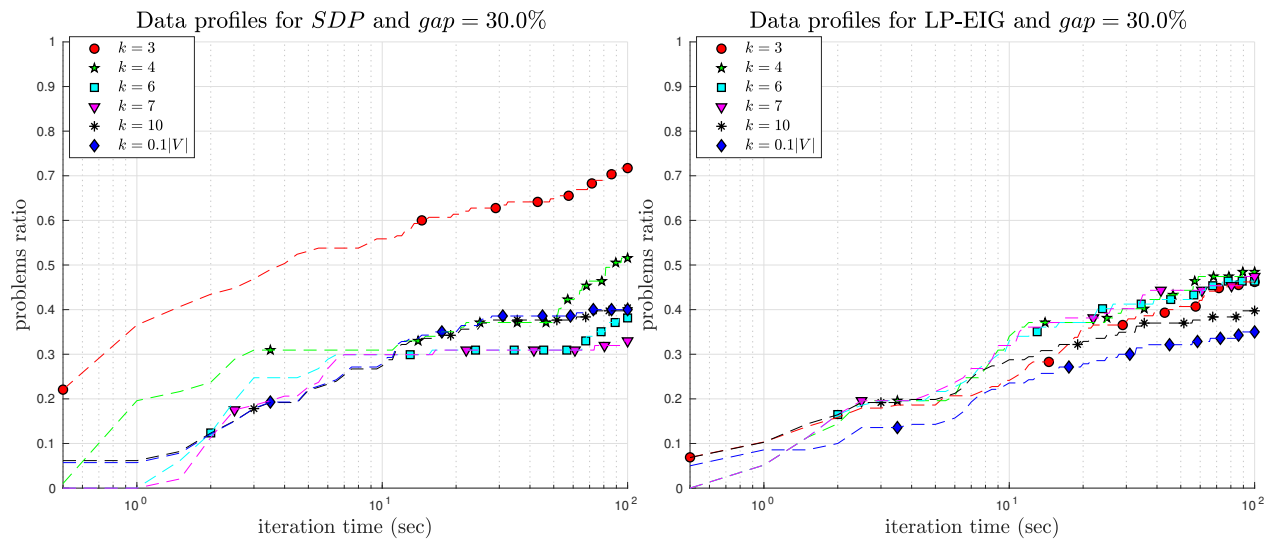 Data profiles for SDP and gap = 30.0%
1
0.9
0.8
0.7
0.6
0.5
0.4
0.3
0.2
0.1
0
problems ratio
k = 3
k = 4
k = 6
k = 7
k = 10
k = 0.1|V|
10^0
10^1
10^2
iteration time (sec)
Data profiles for LP-EIG and gap = 30.0%
1
0.9
0.8
0.7
0.6
0.5
0.4
0.3
0.2
0.1
0
problems ratio
k = 3
k = 4
k = 6
k = 7
k = 10
k = 0.1|V|
10^0
10^1
10^2
iteration time (sec)